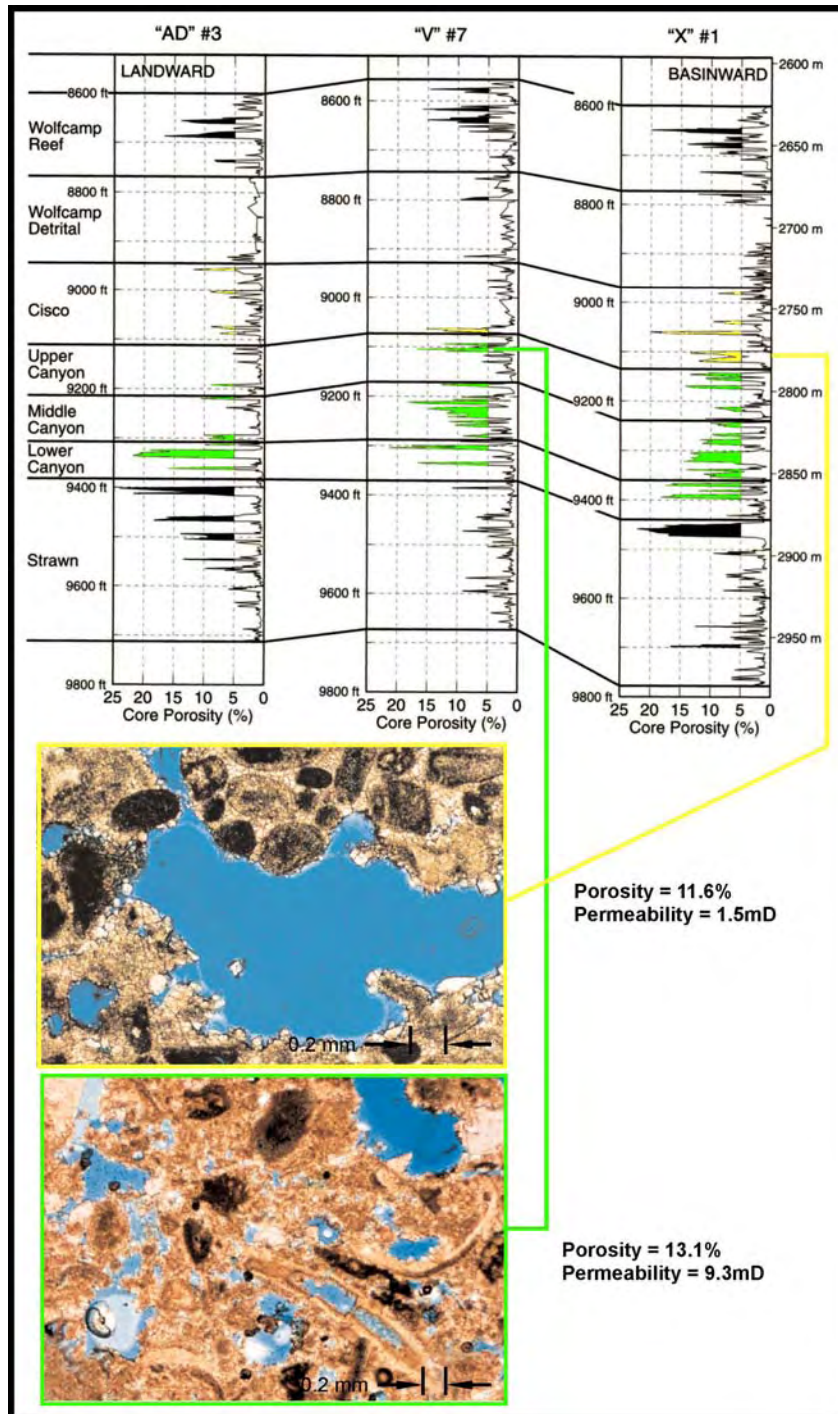 "AD" #3
"V" #7
"X" #1
LANDWARD
BASINWARD
2600 m
8600 ft
8600 ft
8600 ft
Wolfcamp
Reef
2650 m
8800 ft
8800 ft
8800 ft
Wolfcamp
Detrital
2700 m
9000 ft
9000 ft
9000 ft
Cisco
2750 m
Upper
Canyon
9200 ft
9200 ft
9200 ft
2800 m
Middle
Canyon
Lower
Canyon
2850 m
9400 ft
9400 ft
9400 ft
2900 m
Strawn
9600 ft
9600 ft
9600 ft
2950 m
9800 ft
9800 ft
9800 ft
25 20 15 10 5 0
25 20 15 10 5 0
25 20 15 10 5 0
Core Porosity (%)
Core Porosity (%)
Core Porosity (%)
Porosity = 11.6%
Permeability = 1.5mD
0.2 mm
Porosity = 13.1%
Permeability = 9.3mD
0.2 mm